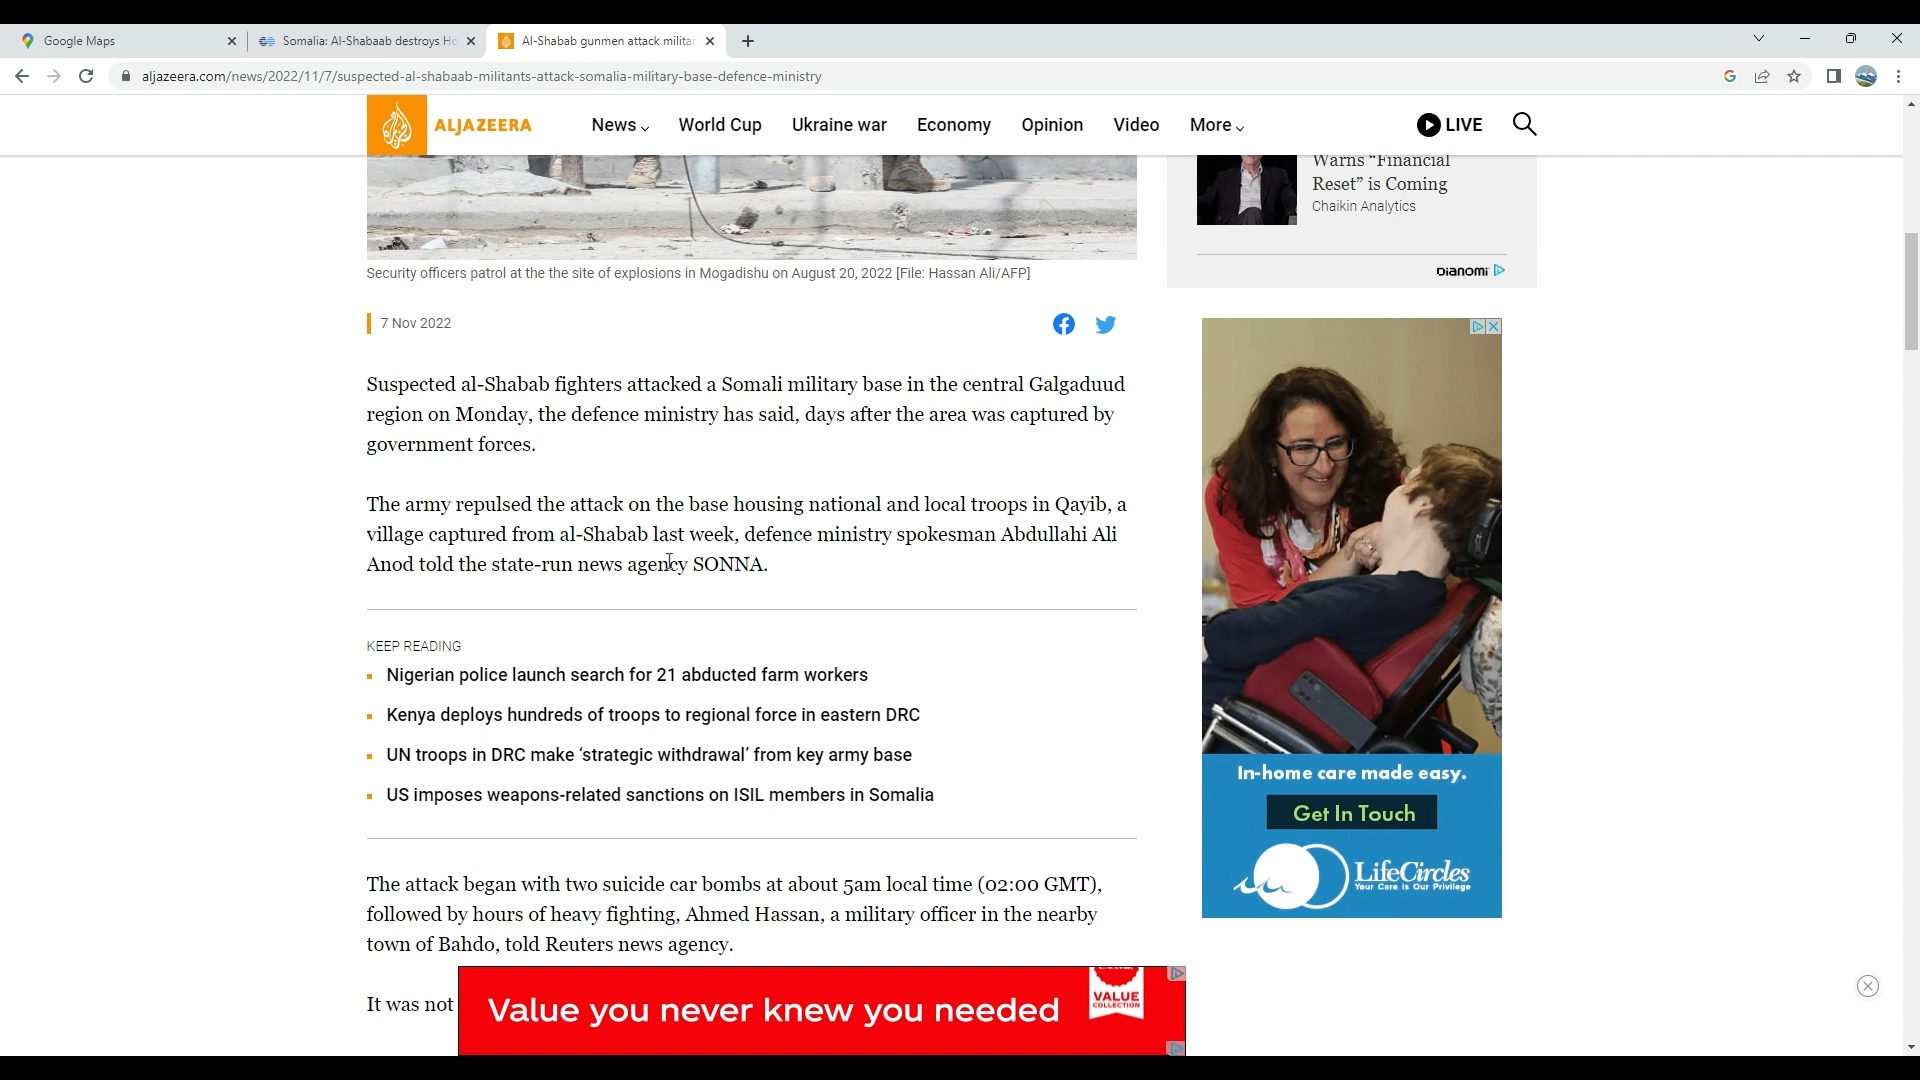 Google Maps
Somalia: Al-Shabaab destroys Ho
Al-Shabab gunmen attack militar
aljazeera.com/news/2022/11/7/suspected-al-shabaab-militants-attack-somalia-military-base-defence-ministry
ALJAZEERA
News
World Cup
Ukraine war
Economy
Opinion
Video
More
LIVE
Warns “Financial
Reset” is Coming
Chaikin Analytics
DIANOMI
Security officers patrol at the the site of explosions in Mogadishu on August 20, 2022 [File: Hassan Ali/AFP]
7 Nov 2022
Suspected al-Shabab fighters attacked a Somali military base in the central Galgaduud
region on Monday, the defence ministry has said, days after the area was captured by
government forces.
The army repulsed the attack on the base housing national and local troops in Qayib, a
village captured from al-Shabab last week, defence ministry spokesman Abdullahi Ali
Anod told the state-run news agency SONNA.
KEEP READING
Nigerian police launch search for 21 abducted farm workers
Kenya deploys hundreds of troops to regional force in eastern DRC
UN troops in DRC make ‘strategic withdrawal’ from key army base
US imposes weapons-related sanctions on ISIL members in Somalia
The attack began with two suicide car bombs at about 5am local time (02:00 GMT),
followed by hours of heavy fighting, Ahmed Hassan, a military officer in the nearby
town of Bahdo, told Reuters news agency.
It was not
In-home care made easy.
Get In Touch
LifeCircles
Your Care is Our Privilege
Value you never knew you needed
VALUE
COLLECTION